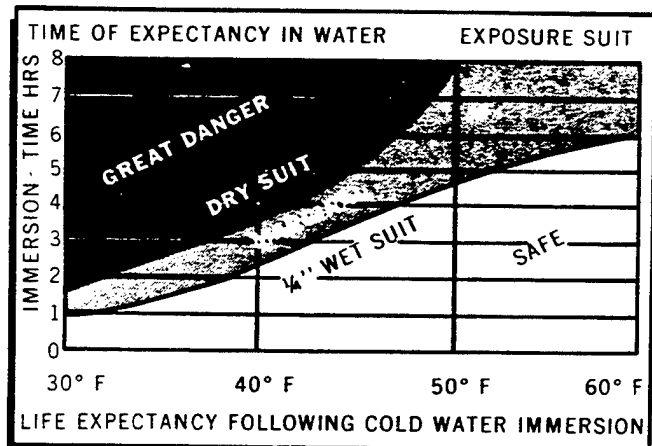 TIME OF EXPECTANCY IN WATER EXPOSURE SUIT
8
7
6
5
4
3
2
1
0
IMMERSION - TIME HRS
GREAT DANGER
DRY SUIT
1/4" WET SUIT
SAFE
30° F 40° F 50° F 60° F
LIFE EXPECTANCY FOLLOWING COLD WATER IMMERSION